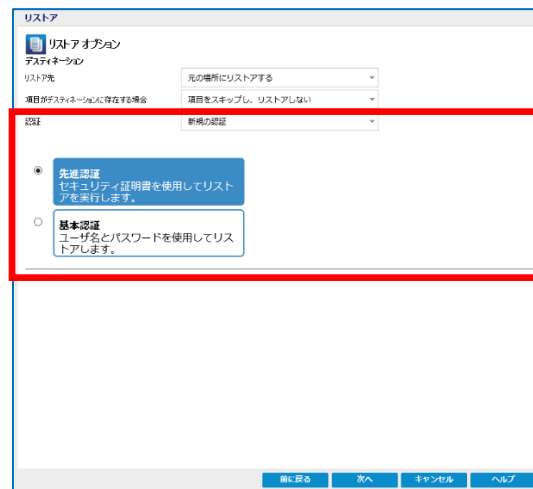 リストア
リストア オプション
デスティネーション
リストア先 元の場所にリストアする
項目がデスティネーションに存在する場合 項目をスキップし、リストアしない
認証 新規の認証
先進認証
セキュリティ証明書を使用してリスト
アを実行します。
基本認証
ユーザ名とパスワードを使用してリス
トアします。
前に戻る 次へ キャンセル ヘルプ